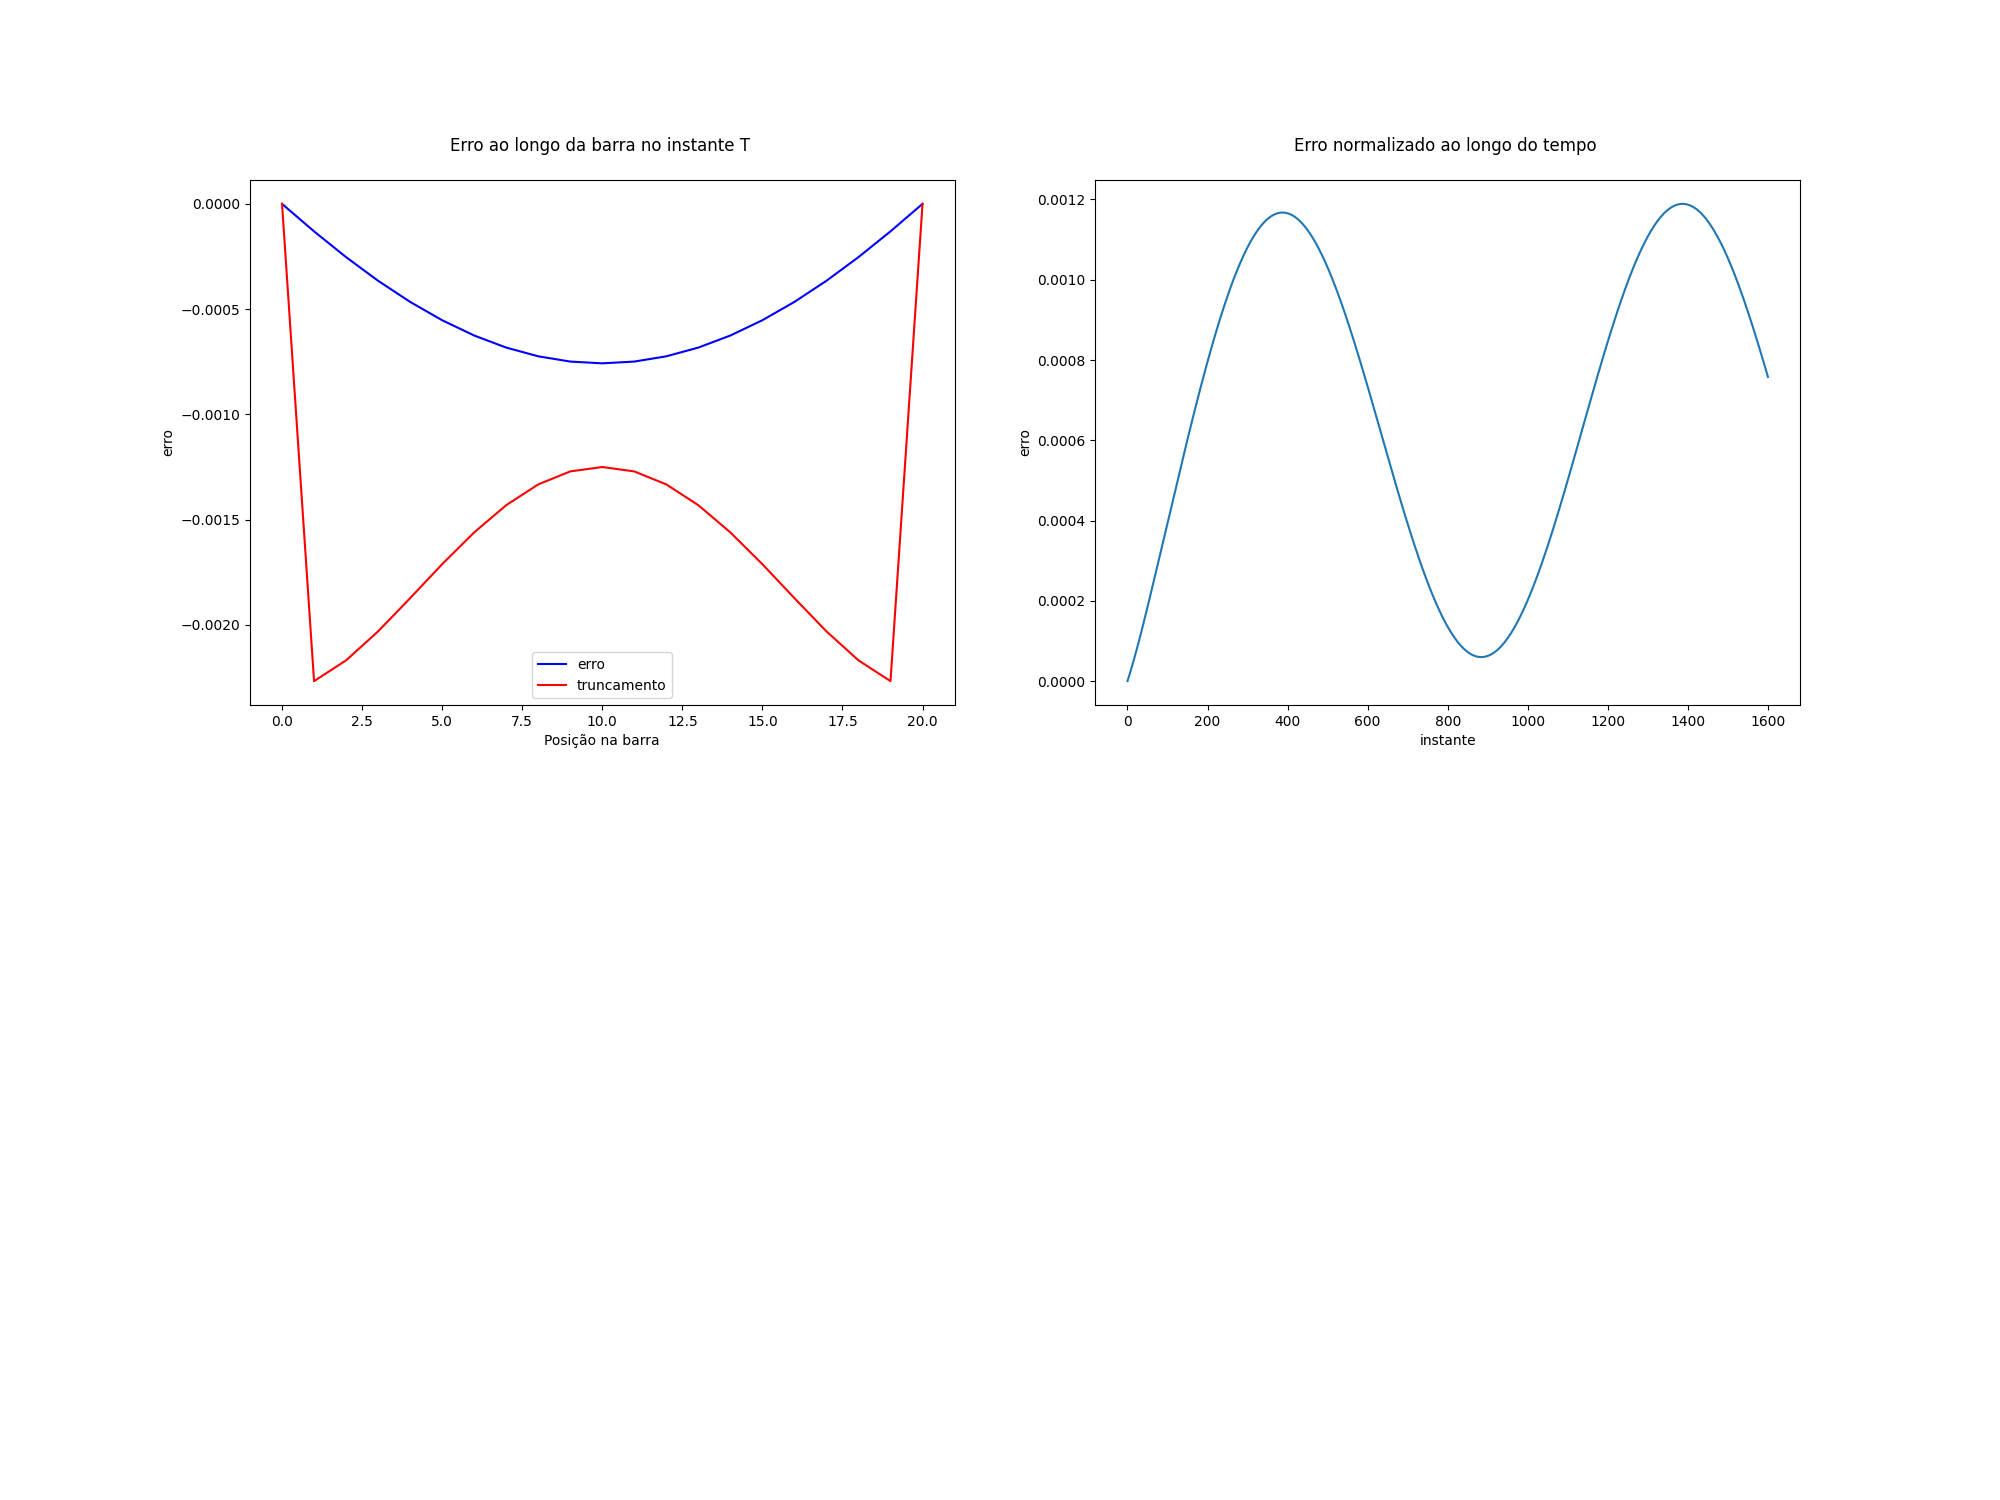 Erro ao longo da barra no instante T
0.0000
−0.0005
−0.0010
−0.0015
−0.0020
erro
erro
truncamento
0.0 2.5 5.0 7.5 10.0 12.5 15.0 17.5 20.0
Posição na barra
Erro normalizado ao longo do tempo
0.0012
0.0010
0.0008
0.0006
0.0004
0.0002
0.0000
erro
0 200 400 600 800 1000 1200 1400 1600
instante